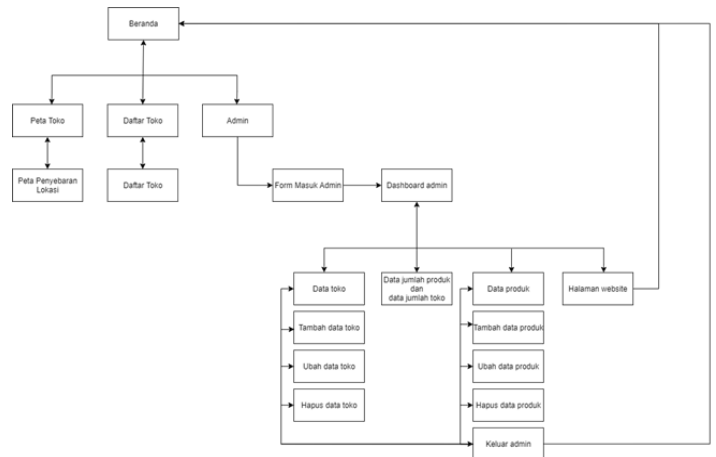 Beranda
Peta Toko
Daftar Toko
Admin
Peta Penyebaran
Lokasi
Daftar Toko
Form Masuk Admin
Dashboard admin
Data toko
Data jumlah produk
dan
data jumlah toko
Data produk
Halaman website
Tambah data toko
Tambah data produk
Ubah data toko
Ubah data produk
Hapus data toko
Hapus data produk
Keluar admin